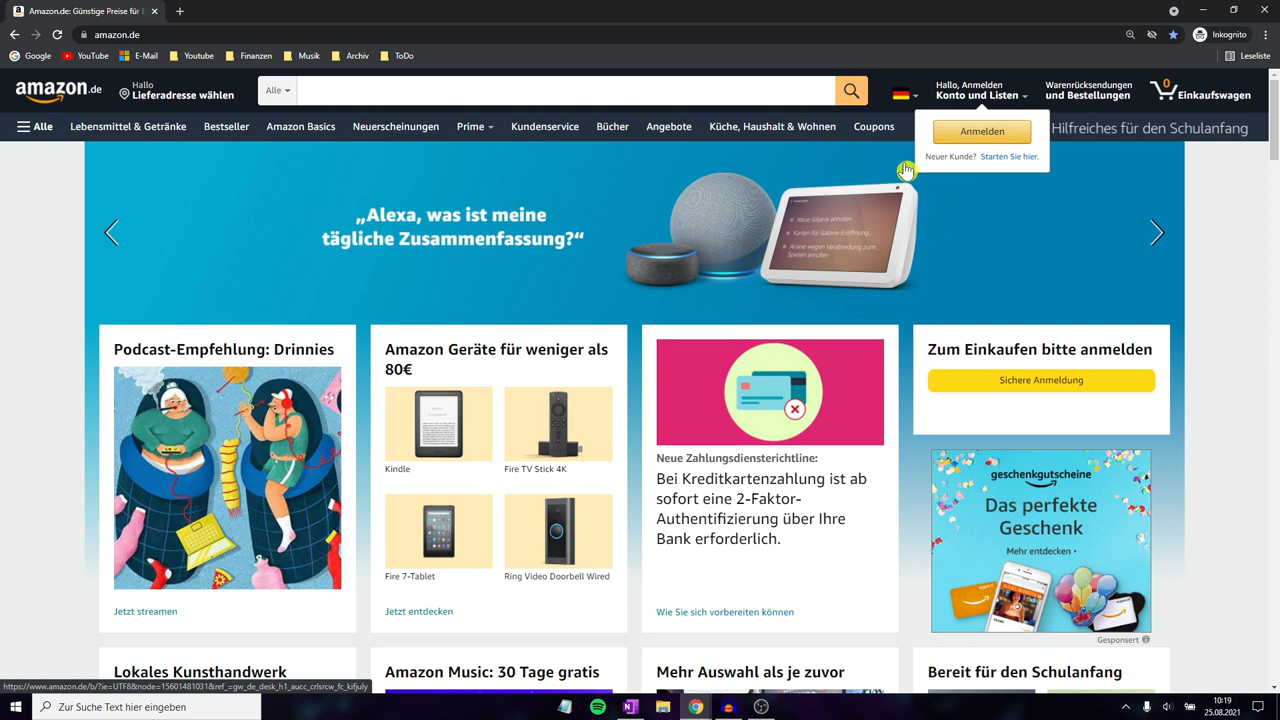 Amazon.de: Günstige Preise für E
amazon.de
Inkognito
Google
YouTube
E-Mail
Youtube
Finanzen
Musik
Archiv
ToDo
Leseliste
amazon.de
Hallo
Lieferadresse wählen
Alle
Hallo, Anmelden
Konto und Listen
Warenrücksendungen
und Bestellungen
0
Einkaufswagen
Alle
Lebensmittel & Getränke
Bestseller
Amazon Basics
Neuerscheinungen
Prime
Kundenservice
Bücher
Angebote
Küche, Haushalt & Wohnen
Coupons
Hilfreiches für den Schulanfang
Anmelden
Neuer Kunde? Starten Sie hier.
„Alexa, was ist meine
tägliche Zusammenfassung?“
Neue Gitarre abholen
Karten für Galerie-Eröffnung...
Ariane wegen Verabredung zum
Spielen anrufen
Podcast-Empfehlung: Drinnies
Jetzt streamen
Amazon Geräte für weniger als
80€
Kindle
Fire TV Stick 4K
Fire 7-Tablet
Ring Video Doorbell Wired
Jetzt entdecken
Neue Zahlungsdiensterichtline:
Bei Kreditkartenzahlung ist ab
sofort eine 2-Faktor-
Authentifizierung über Ihre
Bank erforderlich.
Wie Sie sich vorbereiten können
Zum Einkaufen bitte anmelden
Sichere Anmeldung
geschenkgutscheine
Das perfekte
Geschenk
Mehr entdecken
Gesponsert
Lokales Kunsthandwerk
Amazon Music: 30 Tage gratis
Mehr Auswahl als je zuvor
Bereit für den Schulanfang
https://www.amazon.de/b/?ie=UTF8&node=15601481031&ref_=gw_de_desk_h1_aucc_crlsrcw_fc_kifjuly
Zur Suche Text hier eingeben
10:19
25.08.2021